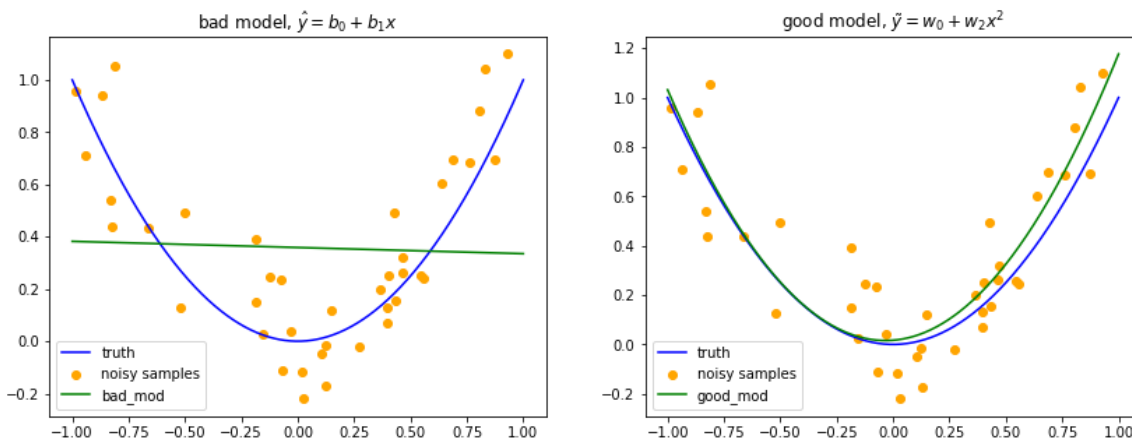 bad model, ŷ = b₀ + b₁x
1.0
0.8
0.6
0.4
0.2
0.0
−0.2
truth
noisy samples
bad_mod
−1.00 −0.75 −0.50 −0.25 0.00 0.25 0.50 0.75 1.00
good model, ỹ = w₀ + w₂x²
1.2
1.0
0.8
0.6
0.4
0.2
0.0
−0.2
truth
noisy samples
good_mod
−1.00 −0.75 −0.50 −0.25 0.00 0.25 0.50 0.75 1.00